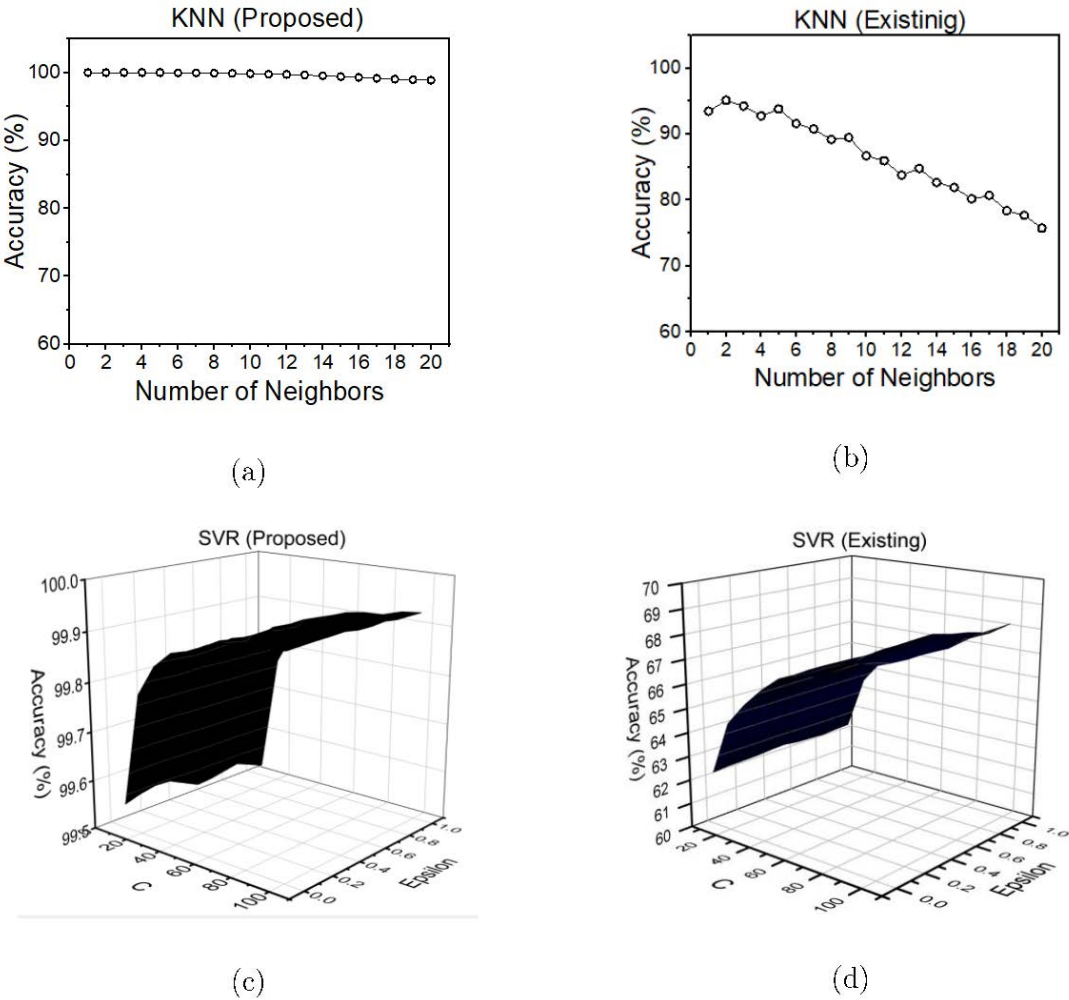 KNN (Proposed)
100
90
80
70
60
Accuracy (%)
0 2 4 6 8 10 12 14 16 18 20
Number of Neighbors
(a)
KNN (Existinig)
100
90
80
70
60
Accuracy (%)
0 2 4 6 8 10 12 14 16 18 20
Number of Neighbors
(b)
SVR (Proposed)
100.0
99.9
99.8
99.7
99.6
99.5
Accuracy (%)
20 40 60 80 100
C
0.0 0.2 0.4 0.6 0.8 1.0
Epsilon
(c)
SVR (Existing)
70
69
68
67
66
65
64
63
62
61
60
Accuracy (%)
20 40 60 80 100
C
0.0 0.2 0.4 0.6 0.8 1.0
Epsilon
(d)